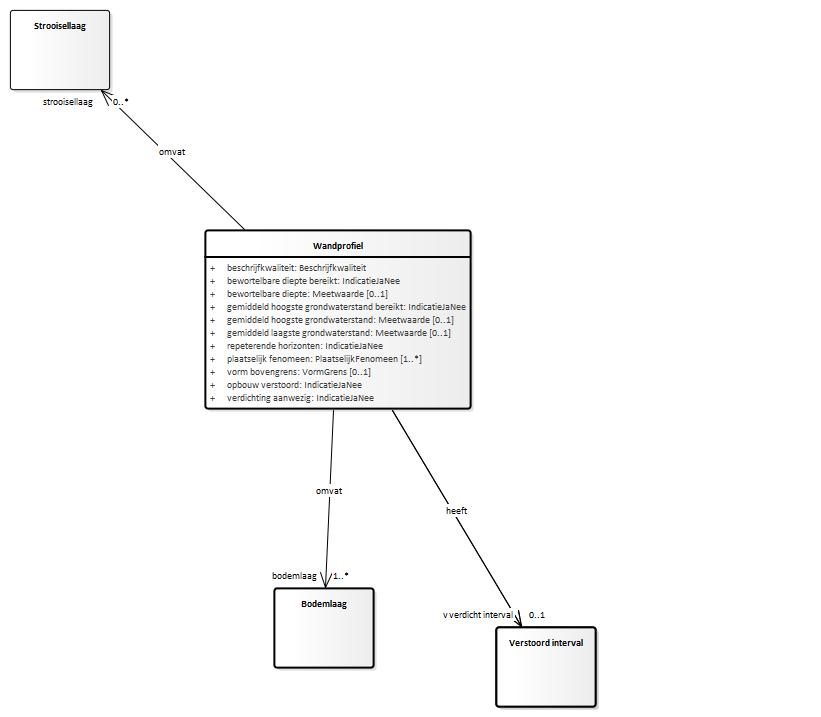 Strooisellaag
strooisellaag 0..*
omvat
Wandprofiel
+ beschrijfkwaliteit: Beschrijfkwaliteit
+ bewortelbare diepte bereikt: IndicatieJaNee
+ bewortelbare diepte: Meetwaarde [0..1]
+ gemiddeld hoogste grondwaterstand bereikt: IndicatieJaNee
+ gemiddeld hoogste grondwaterstand: Meetwaarde [0..1]
+ gemiddeld laagste grondwaterstand: Meetwaarde [0..1]
+ repeterende horizonten: IndicatieJaNee
+ plaatselijk fenomeen: PlaatselijkFenomeen [1..*]
+ vorm bovengrens: VormGrens [0..1]
+ opbouw verstoord: IndicatieJaNee
+ verdichting aanwezig: IndicatieJaNee
omvat
heeft
bodemlaag 1..*
Bodemlaag
v verdicht interval 0..1
Verstoord interval